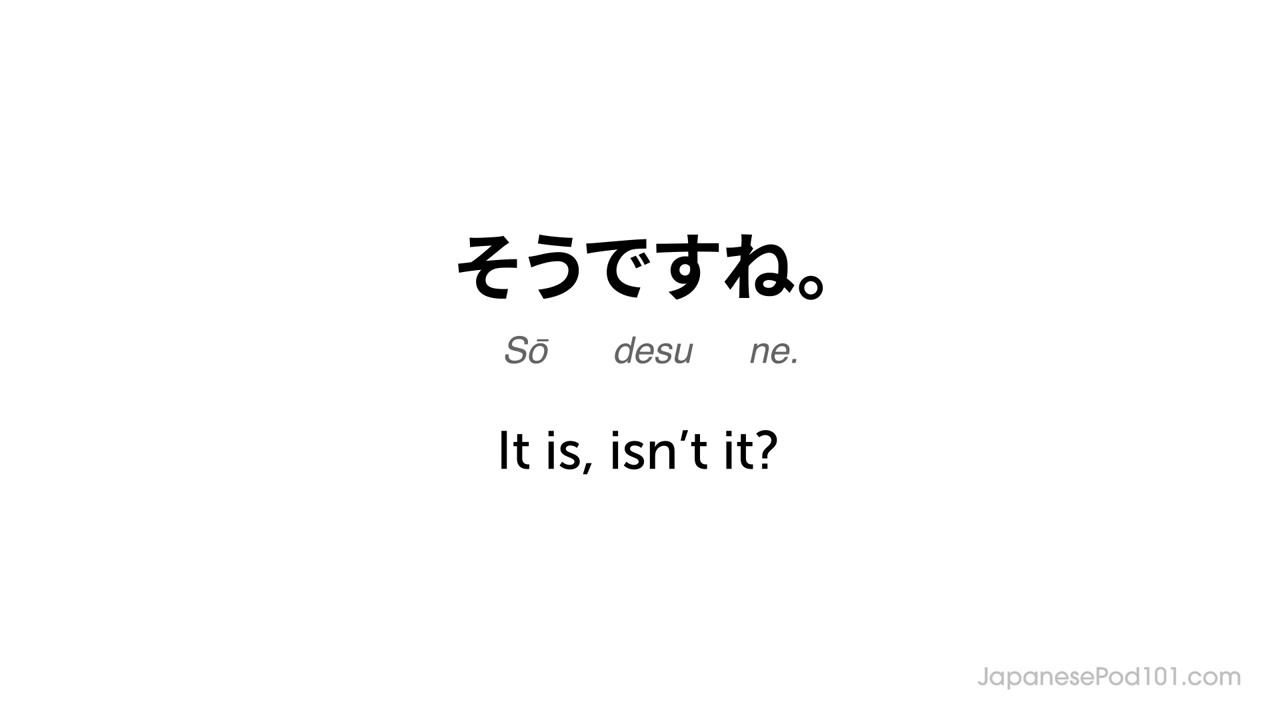 そうですね。
Sō desu ne.
It is, isn’t it?
JapanesePod101.com